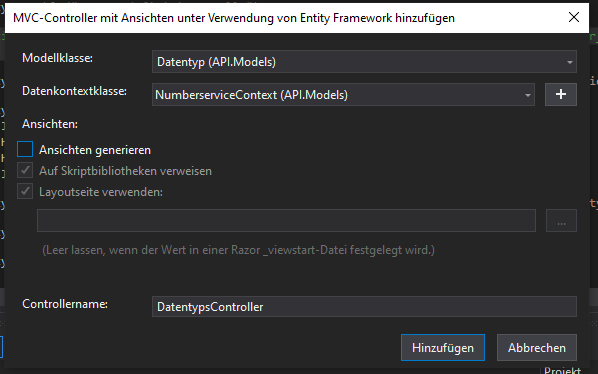 MVC-Controller mit Ansichten unter Verwendung von Entity Framework hinzufügen
Modellklasse: Datentyp (API.Models)
Datenkontextklasse: NumberserviceContext (API.Models)
Ansichten:
Ansichten generieren
Auf Skriptbibliotheken verweisen
Layoutseite verwenden:
...
(Leer lassen, wenn der Wert in einer Razor _viewstart-Datei festgelegt wird.)
Controllername: DatentypsController
Hinzufügen Abbrechen
Projekt